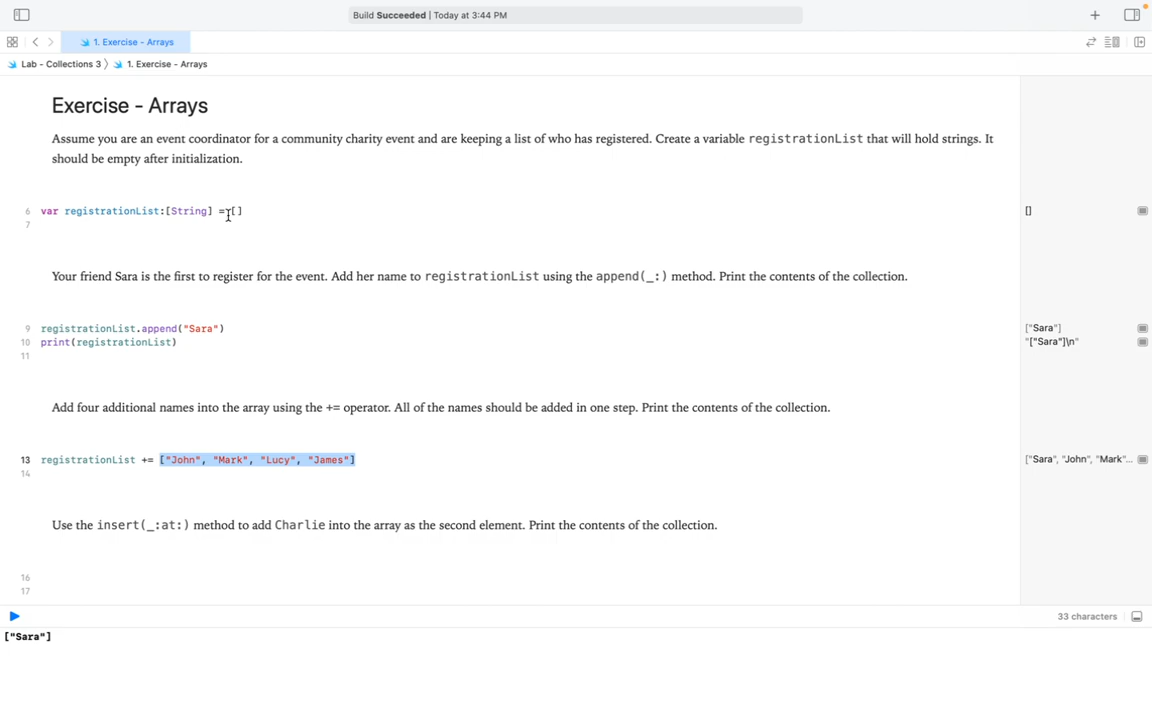 Build Succeeded | Today at 3:44 PM
1. Exercise - Arrays
Lab - Collections 3 〉 1. Exercise - Arrays
Exercise - Arrays
Assume you are an event coordinator for a community charity event and are keeping a list of who has registered. Create a variable registrationList that will hold strings. It
should be empty after initialization.
6 var registrationList:[String] = [] []
7
Your friend Sara is the first to register for the event. Add her name to registrationList using the append(_:) method. Print the contents of the collection.
9 registrationList.append("Sara") ["Sara"]
10 print(registrationList) "["Sara"]\n"
11
Add four additional names into the array using the += operator. All of the names should be added in one step. Print the contents of the collection.
13 registrationList += ["John", "Mark", "Lucy", "James"] ["Sara", "John", "Mark"...
14
Use the insert(_:at:) method to add Charlie into the array as the second element. Print the contents of the collection.
16
17
33 characters
["Sara"]